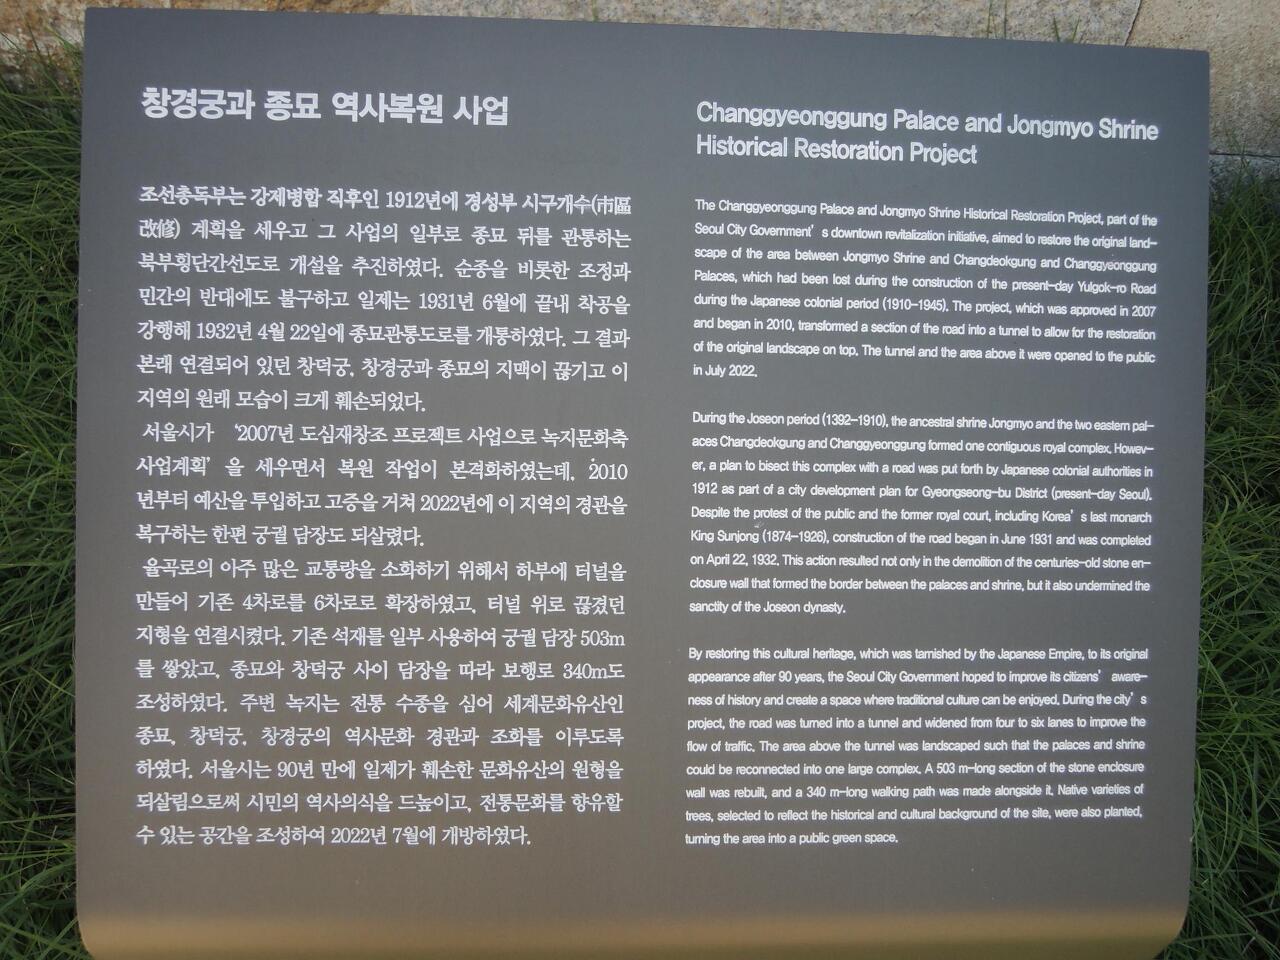 창경궁과 종묘 역사복원 사업
조선총독부는 강제병합 직후인 1912년에 경성부 시구개수(市區
改修) 계획을 세우고 그 사업의 일부로 종묘 뒤를 관통하는
북부횡단간선도로 개설을 추진하였다. 순종을 비롯한 조정과
민간의 반대에도 불구하고 일제는 1931년 6월에 끝내 착공을
강행해 1932년 4월 22일에 종묘관통도로를 개통하였다. 그 결과
본래 연결되어 있던 창덕궁, 창경궁과 종묘의 지맥이 끊기고 이
지역의 원래 모습이 크게 훼손되었다.
서울시가 ‘2007년 도심재창조 프로젝트 사업으로 녹지문화축
사업계획’을 세우면서 복원 작업이 본격화하였는데, 2010
년부터 예산을 투입하고 고증을 거쳐 2022년에 이 지역의 경관을
복구하는 한편 궁궐 담장도 되살렸다.
율곡로의 아주 많은 교통량을 소화하기 위해서 하부에 터널을
만들어 기존 4차로를 6차로로 확장하였고, 터널 위로 끊겼던
지형을 연결시켰다. 기존 석재를 일부 사용하여 궁궐 담장 503m
를 쌓았고, 종묘와 창덕궁 사이 담장을 따라 보행로 340m도
조성하였다. 주변 녹지는 전통 수종을 심어 세계문화유산인
종묘, 창덕궁, 창경궁의 역사문화 경관과 조화를 이루도록
하였다. 서울시는 90년 만에 일제가 훼손한 문화유산의 원형을
되살림으로써 시민의 역사의식을 드높이고, 전통문화를 향유할
수 있는 공간을 조성하여 2022년 7월에 개방하였다.
Changgyeonggung Palace and Jongmyo Shrine
Historical Restoration Project
The Changgyeonggung Palace and Jongmyo Shrine Historical Restoration Project, part of the
Seoul City Government’s downtown revitalization initiative, aimed to restore the original land-
scape of the area between Jongmyo Shrine and Changdeokgung and Changgyeonggung
Palaces, which had been lost during the construction of the present-day Yulgok-ro Road
during the Japanese colonial period (1910-1945). The project, which was approved in 2007
and began in 2010, transformed a section of the road into a tunnel to allow for the restoration
of the original landscape on top. The tunnel and the area above it were opened to the public
in July 2022.
During the Joseon period (1392-1910), the ancestral shrine Jongmyo and the two eastern pal-
aces Changdeokgung and Changgyeonggung formed one contiguous royal complex. Howev-
er, a plan to bisect this complex with a road was put forth by Japanese colonial authorities in
1912 as part of a city development plan for Gyeongseong-bu District (present-day Seoul).
Despite the protest of the public and the former royal court, including Korea’s last monarch
King Sunjong (1874-1926), construction of the road began in June 1931 and was completed
on April 22, 1932. This action resulted not only in the demolition of the centuries-old stone en-
closure wall that formed the border between the palaces and shrine, but it also undermined the
sanctity of the Joseon dynasty.
By restoring this cultural heritage, which was tarnished by the Japanese Empire, to its original
appearance after 90 years, the Seoul City Government hoped to improve its citizens’ aware-
ness of history and create a space where traditional culture can be enjoyed. During the city’s
project, the road was turned into a tunnel and widened from four to six lanes to improve the
flow of traffic. The area above the tunnel was landscaped such that the palaces and shrine
could be reconnected into one large complex. A 503 m-long section of the stone enclosure
wall was rebuilt, and a 340 m-long walking path was made alongside it. Native varieties of
trees, selected to reflect the historical and cultural background of the site, were also planted,
turning the area into a public green space.